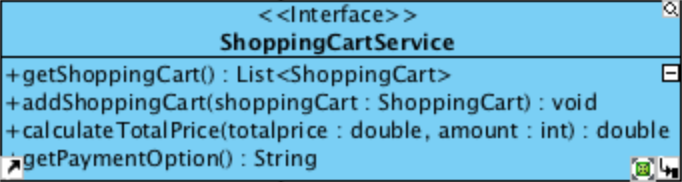 <<Interface>>
ShoppingCartService
+getShoppingCart() : List<ShoppingCart>
+addShoppingCart(shoppingCart : ShoppingCart) : void
+calculateTotalPrice(totalprice : double, amount : int) : double
+getPaymentOption() : String